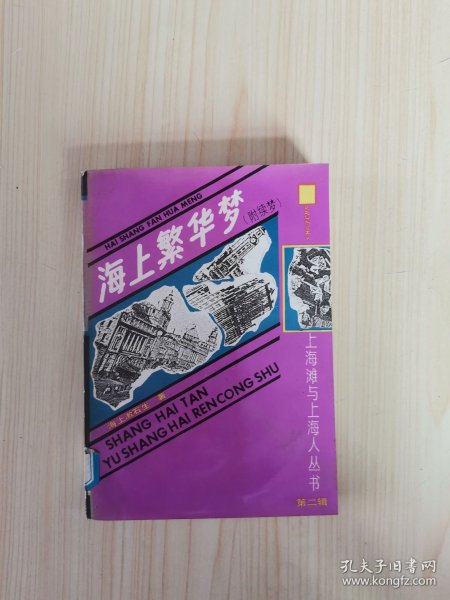 HAI SHANG FAN HUA MENG
海上繁华梦
(附续梦)
海上漱石生 著
SHANG HAI TAN
YU SHANG HAI REN CONG SHU
上海滩与上海人丛书
第二辑
孔夫子旧书网
www.kongfz.com